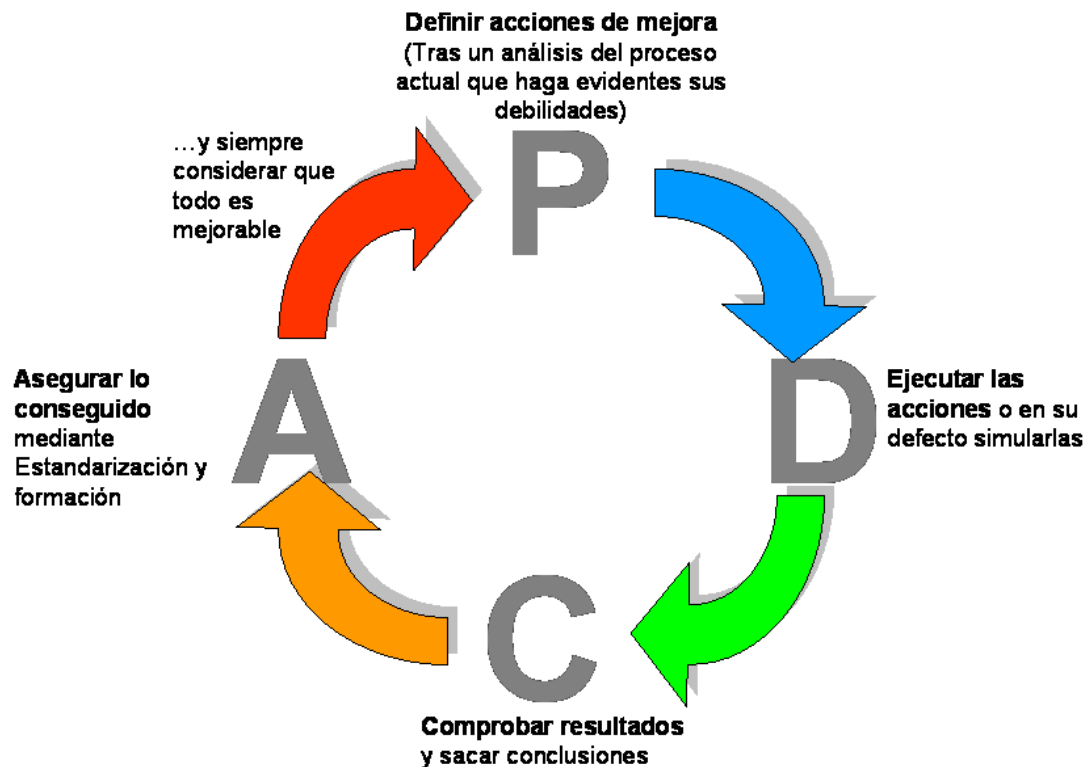 Definir acciones de mejora
(Tras un análisis del proceso
actual que haga evidentes sus
debilidades)
…y siempre
considerar que
todo es
mejorable
P
Asegurar lo
conseguido
mediante
Estandarización y
formación
A
D
Ejecutar las
acciones o en su
defecto simularlas
C
Comprobar resultados
y sacar conclusiones